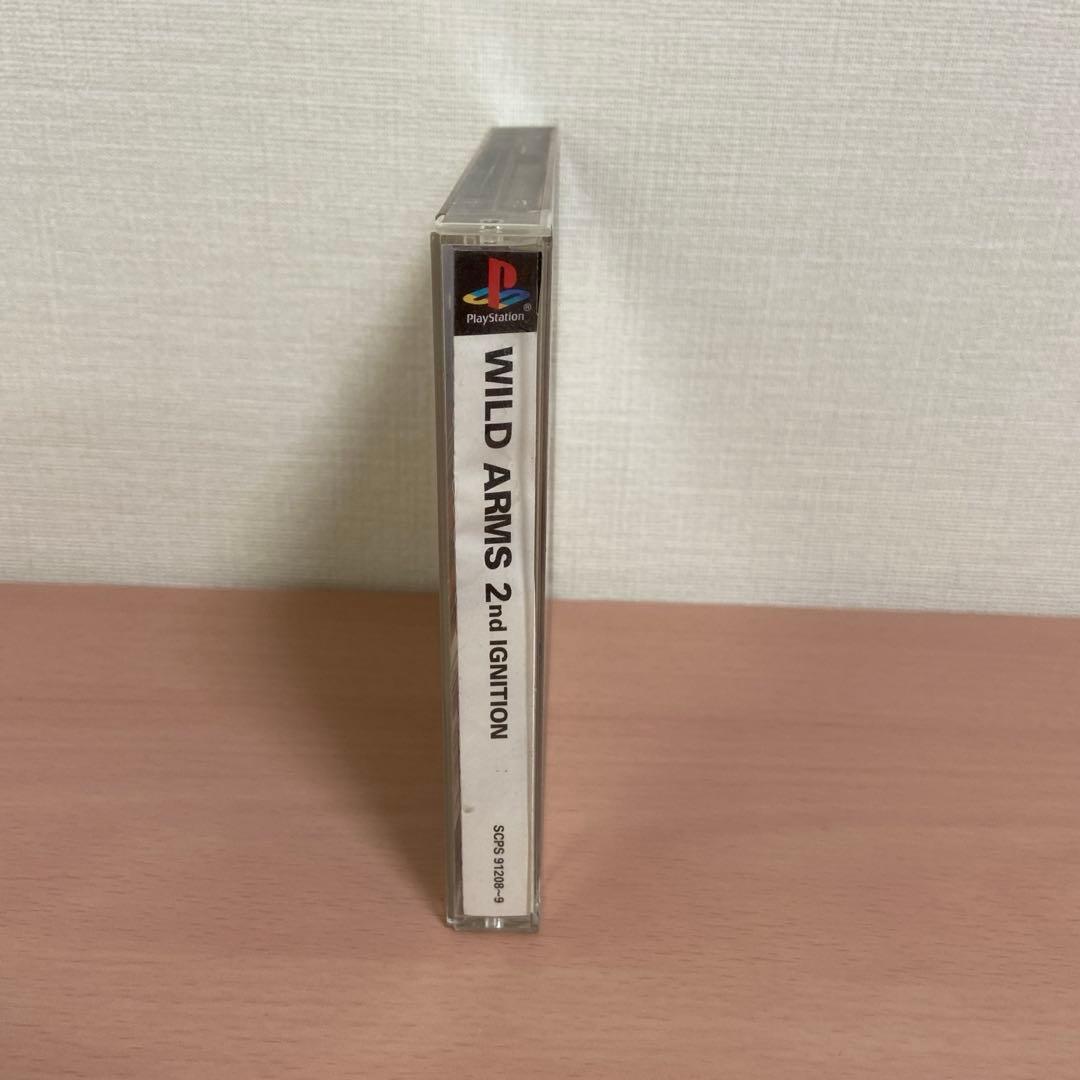 PlayStation®
WILD ARMS 2nd IGNITION
SCPS 91208~9